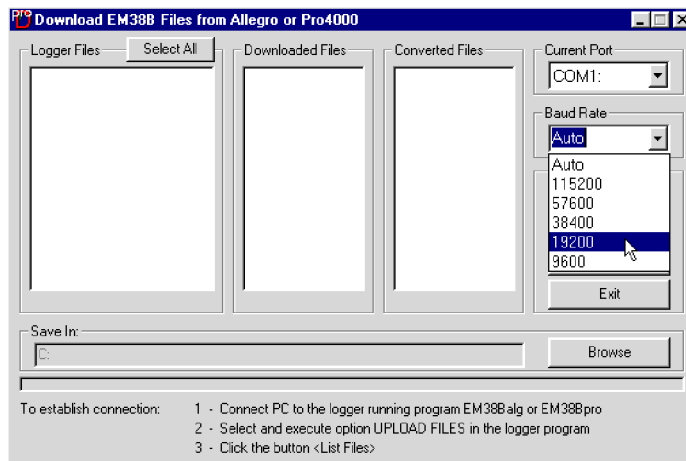 Pro Download EM38B Files from Allegro or Pro4000
Logger Files Select All Downloaded Files Converted Files Current Port
COM1:
Baud Rate
Auto
Auto
115200
57600
38400
19200
9600
Exit
Save In:
C:
Browse
To establish connection: 1 - Connect PC to the logger running program EM38Balg or EM38Bpro
2 - Select and execute option UPLOAD FILES in the logger program
3 - Click the button <List Files>